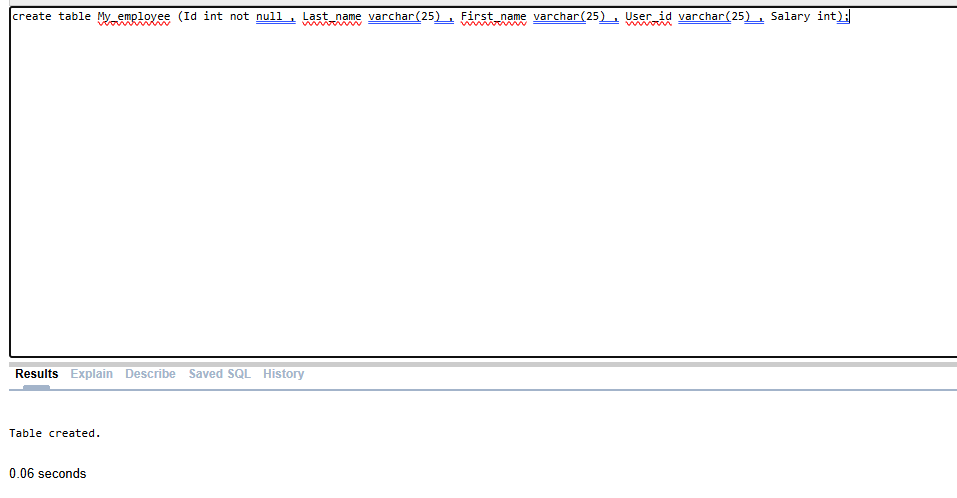 create table My_employee (Id int not null , Last_name varchar(25) , First_name varchar(25) , User_id varchar(25) , Salary int);
Results Explain Describe Saved SQL History
Table created.
0.06 seconds